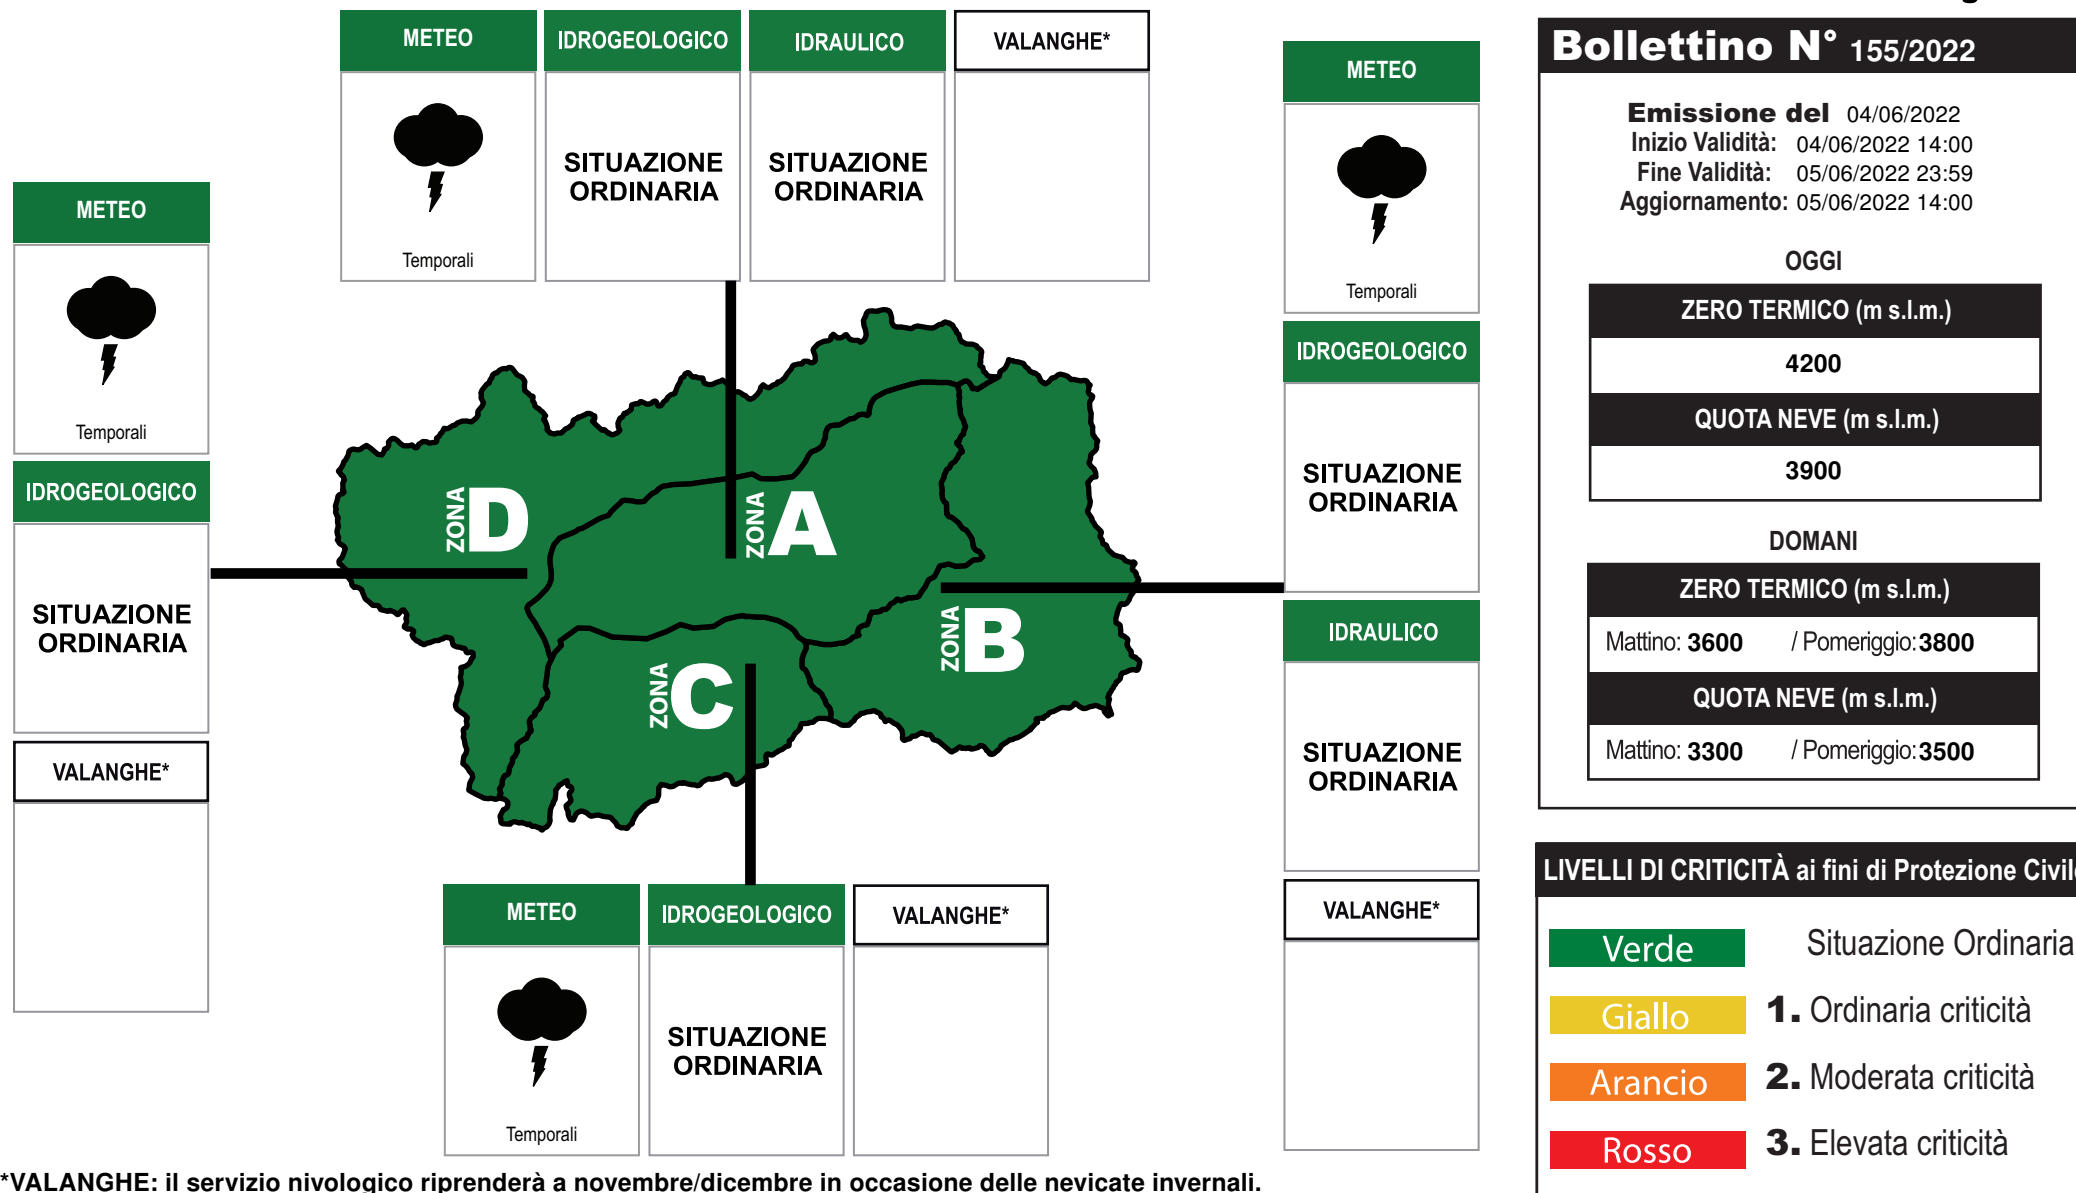 METEO
IDROGEOLOGICO
IDRAULICO
VALANGHE*
Temporali
SITUAZIONE
ORDINARIA
SITUAZIONE
ORDINARIA
METEO
Temporali
IDROGEOLOGICO
SITUAZIONE
ORDINARIA
VALANGHE*
ZONA D
ZONA A
ZONA B
ZONA C
METEO
Temporali
IDROGEOLOGICO
SITUAZIONE
ORDINARIA
IDRAULICO
SITUAZIONE
ORDINARIA
VALANGHE*
METEO
IDROGEOLOGICO
VALANGHE*
Temporali
SITUAZIONE
ORDINARIA
*VALANGHE: il servizio nivologico riprenderà a novembre/dicembre in occasione delle nevicate invernali.
Bollettino N° 155/2022
Emissione del 04/06/2022
Inizio Validità: 04/06/2022 14:00
Fine Validità: 05/06/2022 23:59
Aggiornamento: 05/06/2022 14:00
OGGI
ZERO TERMICO (m s.l.m.)
4200
QUOTA NEVE (m s.l.m.)
3900
DOMANI
ZERO TERMICO (m s.l.m.)
Mattino: 3600 / Pomeriggio: 3800
QUOTA NEVE (m s.l.m.)
Mattino: 3300 / Pomeriggio: 3500
LIVELLI DI CRITICITÀ ai fini di Protezione Civile
Verde Situazione Ordinaria
Giallo 1. Ordinaria criticità
Arancio 2. Moderata criticità
Rosso 3. Elevata criticità